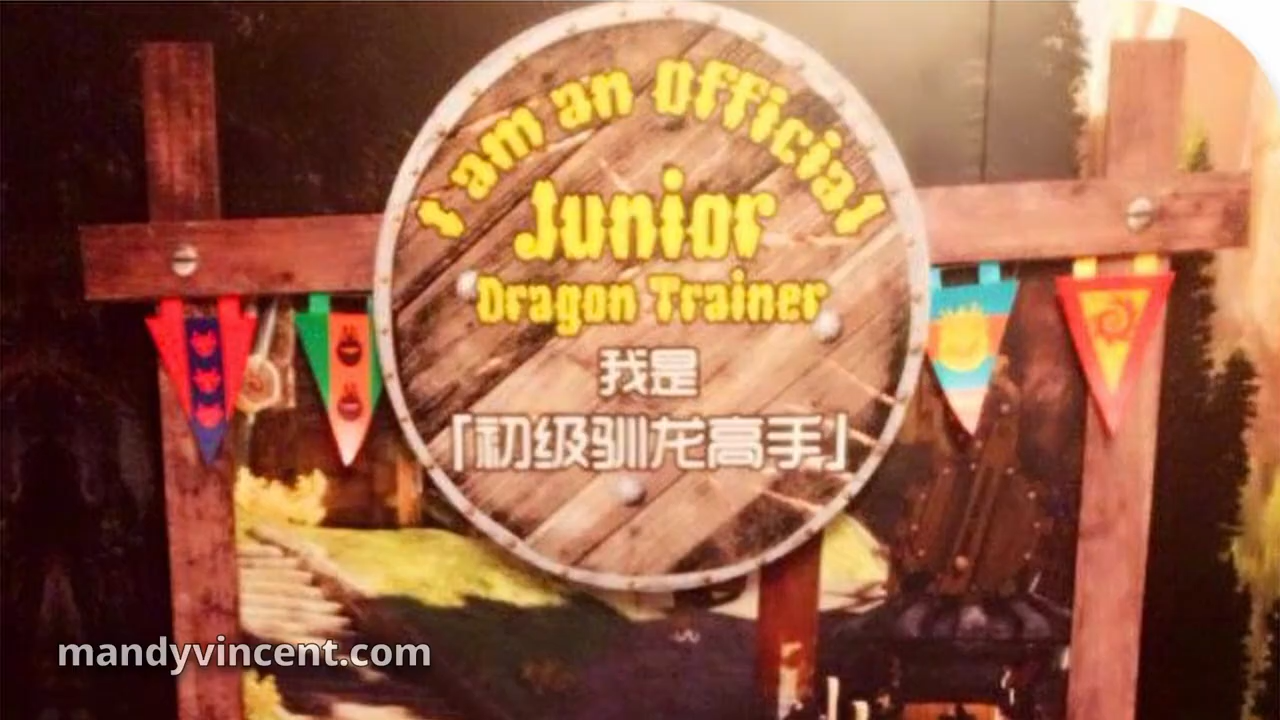 I am an Official
Junior
Dragon Trainer
我是
「初级驯龙高手」
mandyvincent.com